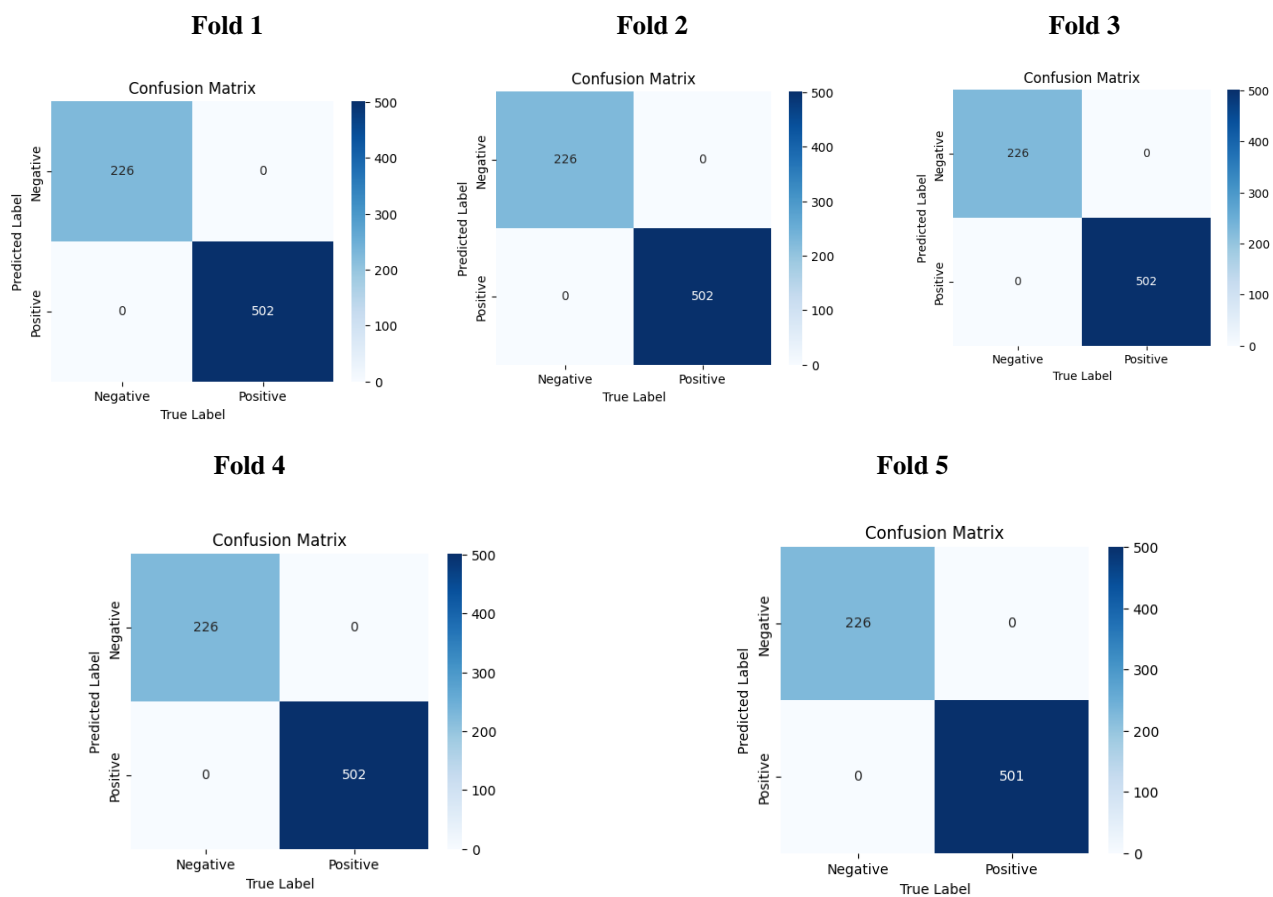 Fold 1
Confusion Matrix
Predicted Label
Negative
Positive
226 0
0 502
Negative Positive
True Label
500
400
300
200
100
0
Fold 2
Confusion Matrix
Predicted Label
Negative
Positive
226 0
0 502
Negative Positive
True Label
500
400
300
200
100
0
Fold 3
Confusion Matrix
Predicted Label
Negative
Positive
226 0
0 502
Negative Positive
True Label
500
400
300
200
100
0
Fold 4
Confusion Matrix
Predicted Label
Negative
Positive
226 0
0 502
Negative Positive
True Label
500
400
300
200
100
0
Fold 5
Confusion Matrix
Predicted Label
Negative
Positive
226 0
0 501
Negative Positive
True Label
500
400
300
200
100
0